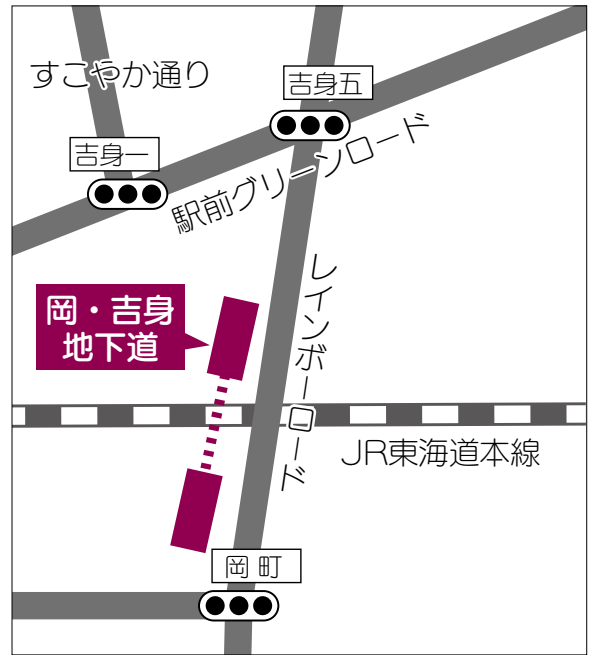 すこやか通り
吉身五
吉身一
駅前グリーンロード
レインボーロード
岡・吉身
地下道
JR東海道本線
岡町